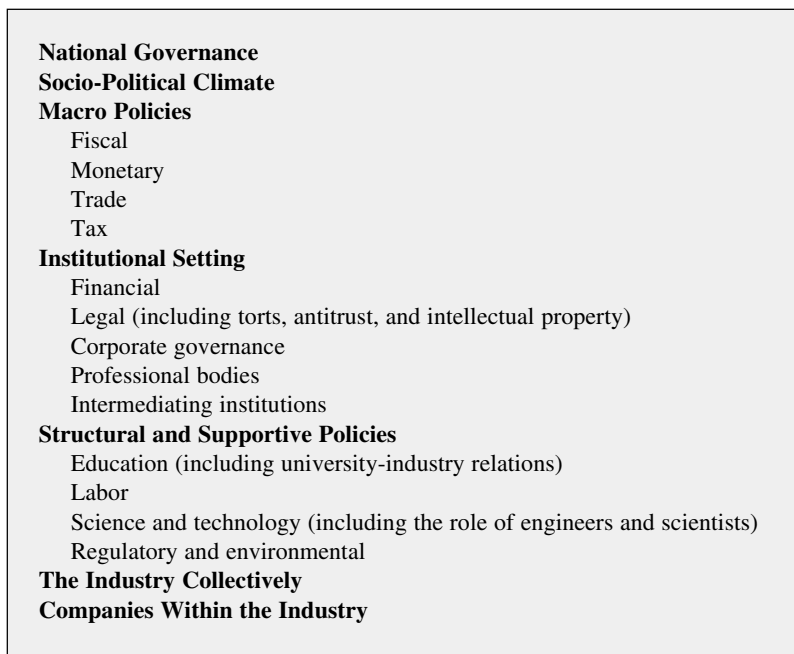 National Governance
Socio-Political Climate
Macro Policies
Fiscal
Monetary
Trade
Tax
Institutional Setting
Financial
Legal (including torts, antitrust, and intellectual property)
Corporate governance
Professional bodies
Intermediating institutions
Structural and Supportive Policies
Education (including university-industry relations)
Labor
Science and technology (including the role of engineers and scientists)
Regulatory and environmental
The Industry Collectively
Companies Within the Industry